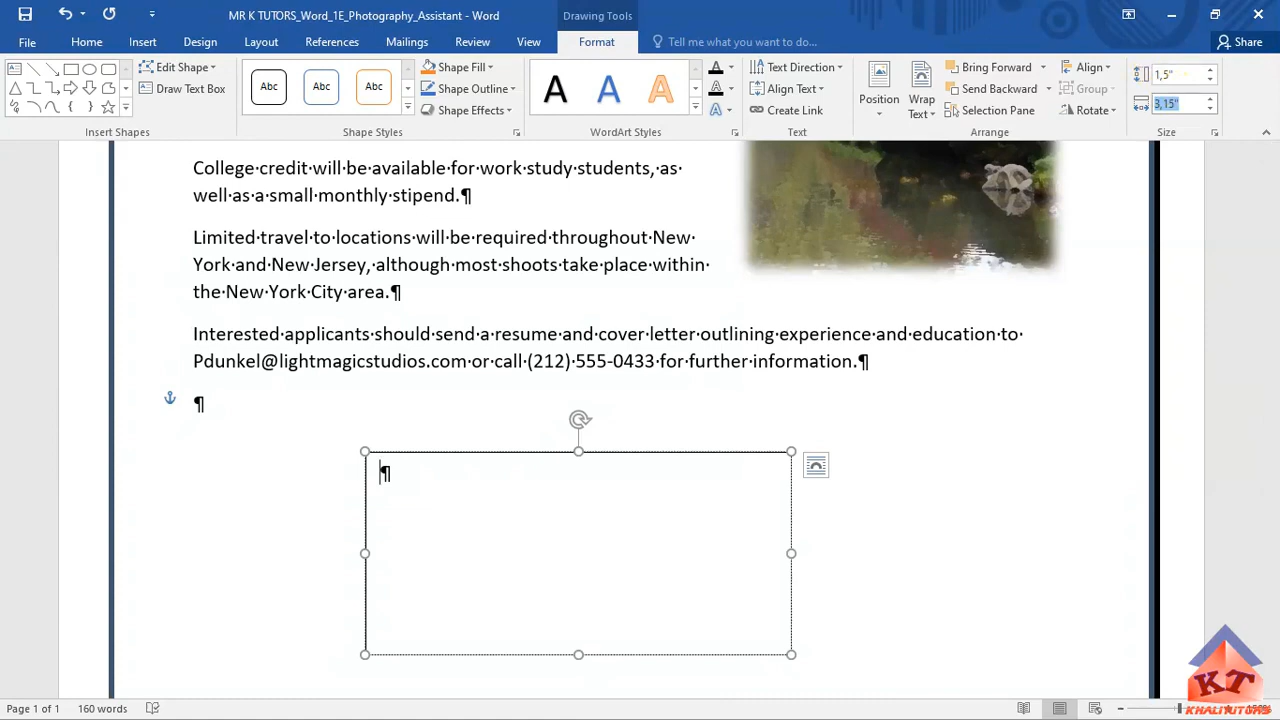 MR K TUTORS_Word_1E_Photography_Assistant - Word
Drawing Tools
File Home Insert Design Layout References Mailings Review View Format Tell me what you want to do... Share
Edit Shape
Draw Text Box
Insert Shapes
Abc Abc Abc
Shape Fill
Shape Outline
Shape Effects
Shape Styles
A A A
A
A
A
WordArt Styles
Text Direction
Align Text
Create Link
Text
Position
Wrap Text
Bring Forward
Send Backward
Selection Pane
Align
Group
Rotate
Arrange
1,5"
3,15"
Size
College·credit·will·be·available·for·work·study·students,·as·
well·as·a·small·monthly·stipend.¶
Limited·travel·to·locations·will·be·required·throughout·New·
York·and·New·Jersey,·although·most·shoots·take·place·within·
the·New·York·City·area.¶
Interested·applicants·should·send·a·resume·and·cover·letter·outlining·experience·and·education·to·
Pdunkel@lightmagicstudios.com·or·call·(212)·555-0433·for·further·information.¶
¶
¶
KT
KHALITUTORS
Page 1 of 1 160 words